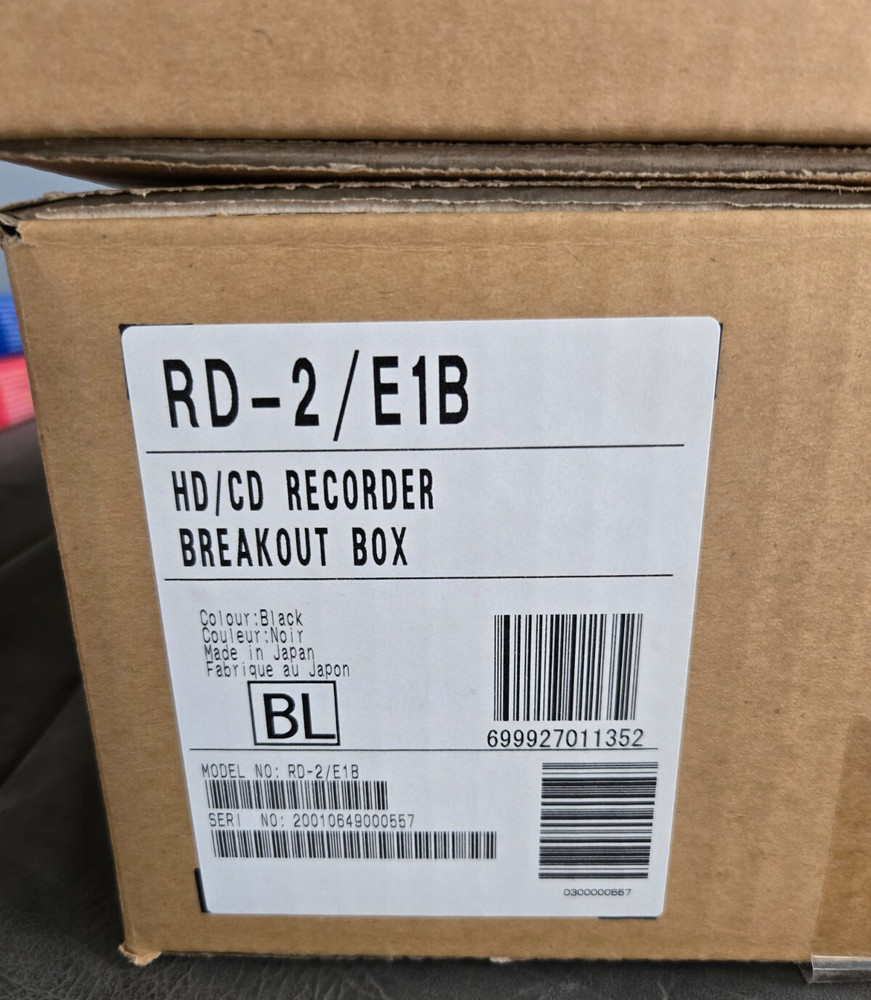 RD-2/E1B
HD/CD RECORDER
BREAKOUT BOX
Colour:Black
Couleur:Noir
Made in Japan
Fabrique au Japon
BL
699927011352
MODEL NO: RD-2/E1B
SERI NO: 20010649000557
0300000557